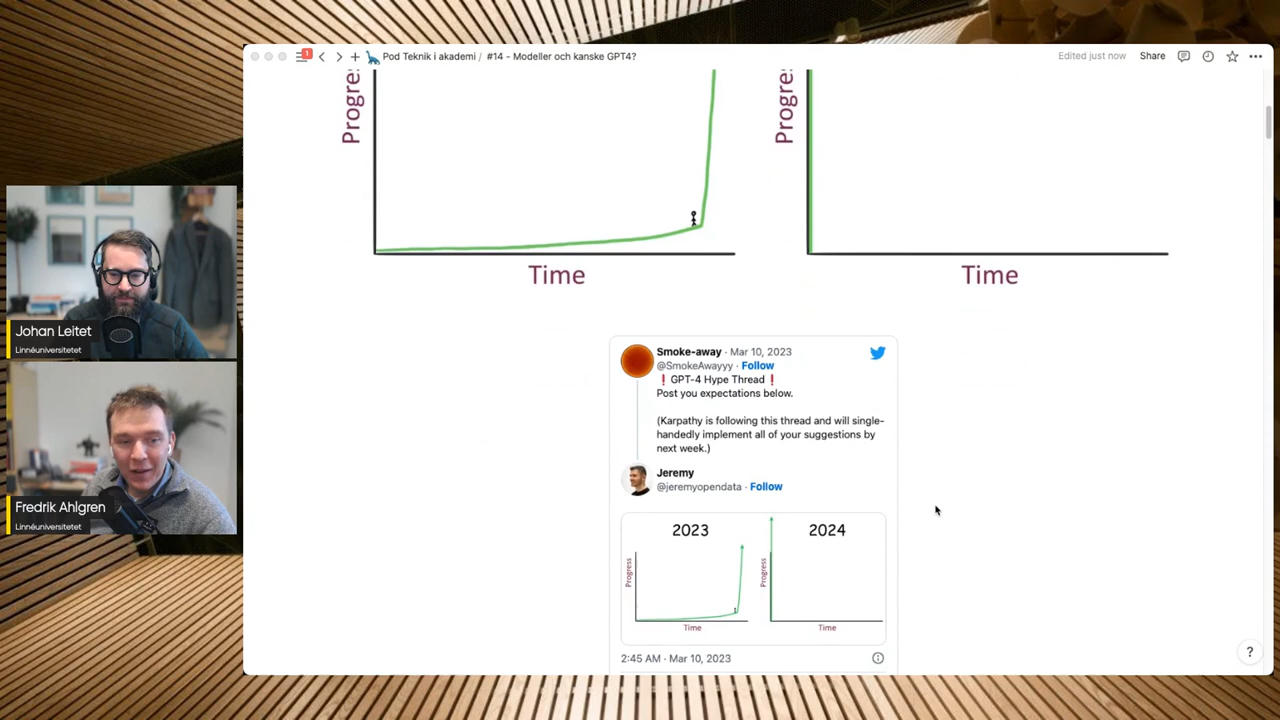 1
Pod Teknik i akademi / #14 - Modeller och kanske GPT4?
Edited just now
Share
Progress
Time
Progress
Time
Johan Leitet
Linnéuniversitetet
Fredrik Ahlgren
Linnéuniversitetet
Smoke-away · Mar 10, 2023
@SmokeAwayyy · Follow
❗ GPT-4 Hype Thread ❗
Post you expectations below.
(Karpathy is following this thread and will single-
handedly implement all of your suggestions by
next week.)
Jeremy
@jeremyopendata · Follow
2023
2024
Progress
Time
Progress
Time
2:45 AM · Mar 10, 2023
?